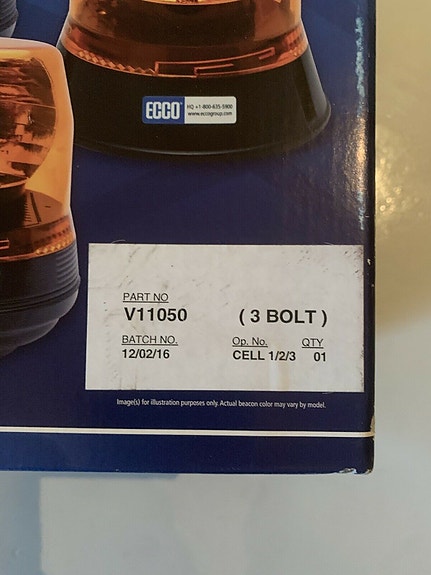 ECCO
HQ +1-800-635-5900
www.eccogroup.com
PART NO
V11050 ( 3 BOLT )
BATCH NO. Op. No. QTY
12/02/16 CELL 1/2/3 01
Image(s) for illustration purposes only. Actual beacon color may vary by model.